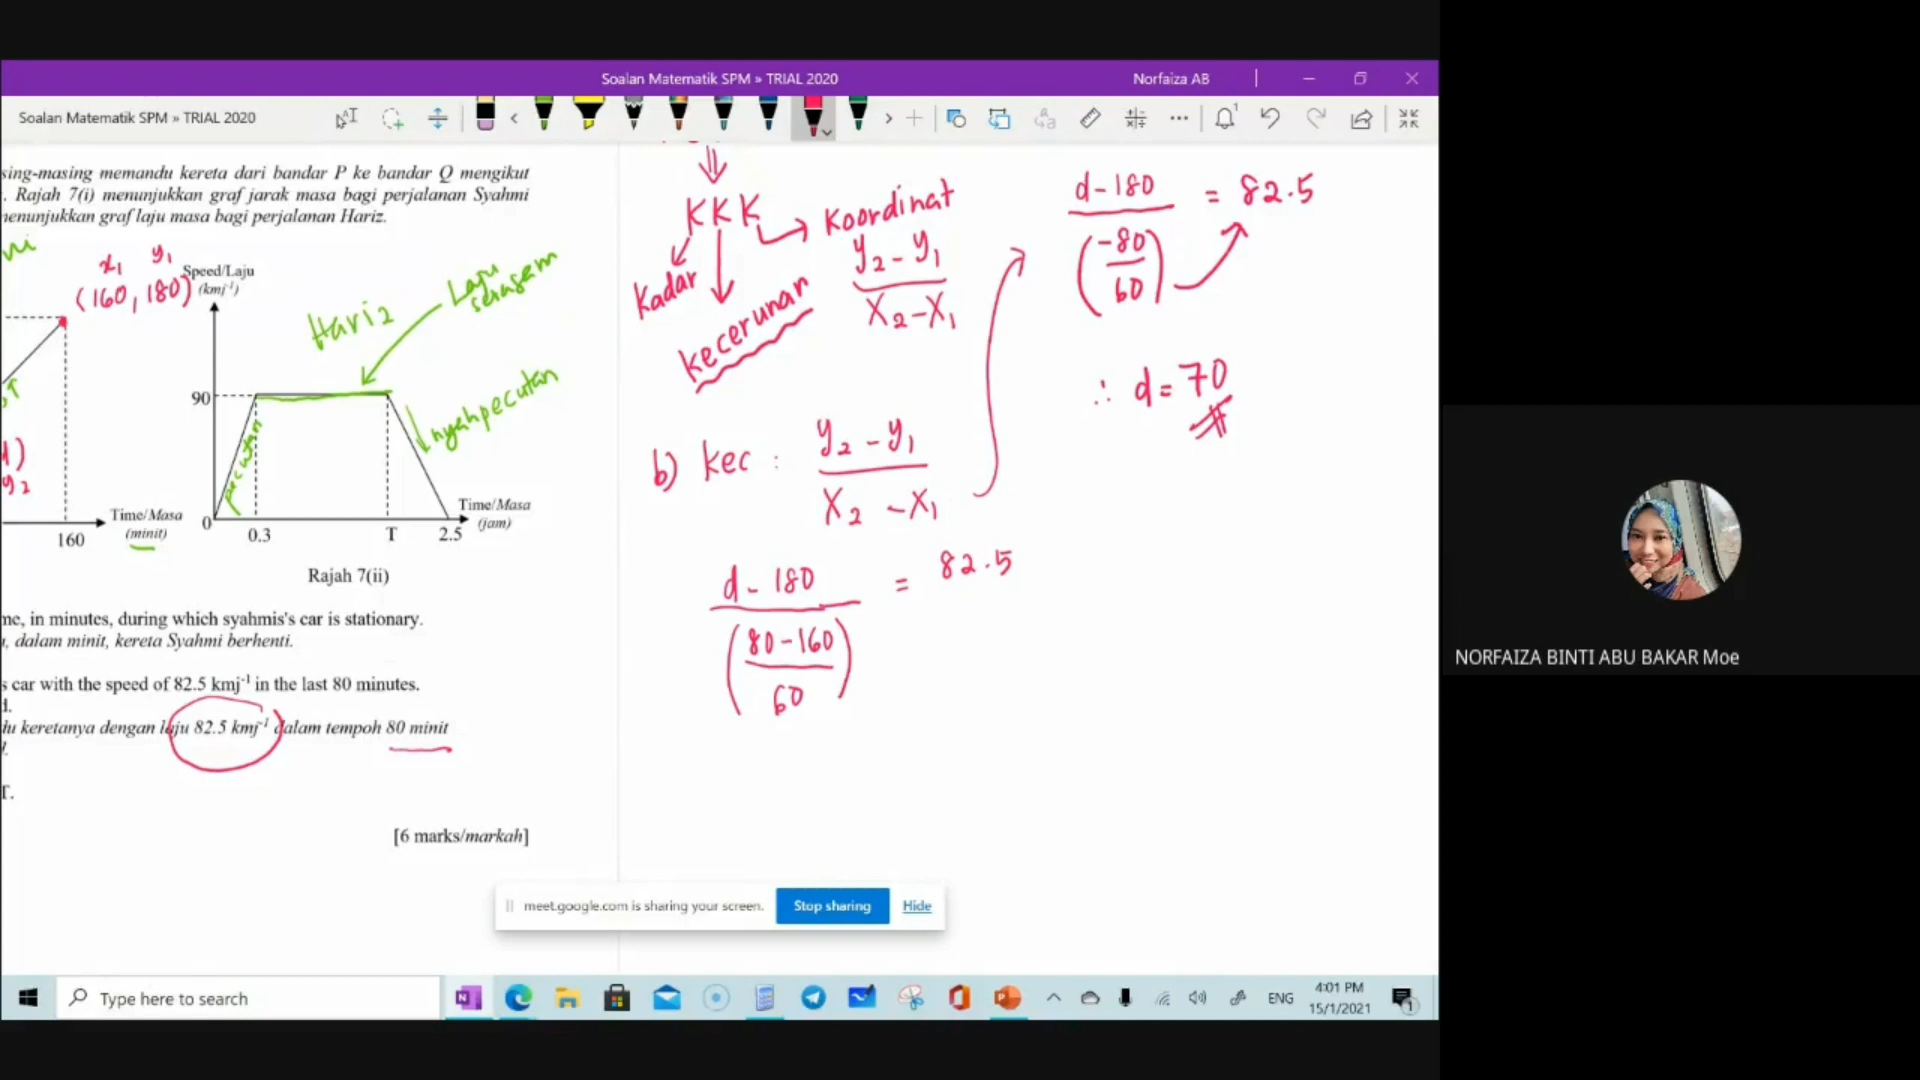 Soalan Matematik SPM » TRIAL 2020
Norfaiza AB
Soalan Matematik SPM » TRIAL 2020
sing-masing memandu kereta dari bandar P ke bandar Q mengikut
. Rajah 7(i) menunjukkan graf jarak masa bagi perjalanan Syahmi
nenunjukkan graf laju masa bagi perjalanan Hariz.
x₁ y₁
(160, 180)
Speed/Laju
(kmj⁻¹)
Hariz
Laju
seragam
90
pecutan
nyahpecutan
y₂
Time/Masa
(minit)
160
0
0.3
T
2.5
Time/Masa
(jam)
Rajah 7(ii)
me, in minutes, during which syahmis's car is stationary.
, dalam minit, kereta Syahmi berhenti.
s car with the speed of 82.5 kmj⁻¹ in the last 80 minutes.
d.
du keretanya dengan laju 82.5 kmj⁻¹ dalam tempoh 80 minit
T.
[6 marks/markah]
KKK
Koordinat
Kadar
kecerunan
y₂ - y₁
x₂ - x₁
b) kec : y₂ - y₁
x₂ - x₁
d - 180 = 82.5
(80 - 160
60)
d - 180 = 82.5
(-80
60)
∴ d = 70
meet.google.com is sharing your screen.
Stop sharing
Hide
NORFAIZA BINTI ABU BAKAR Moe
Type here to search
ENG
4:01 PM
15/1/2021